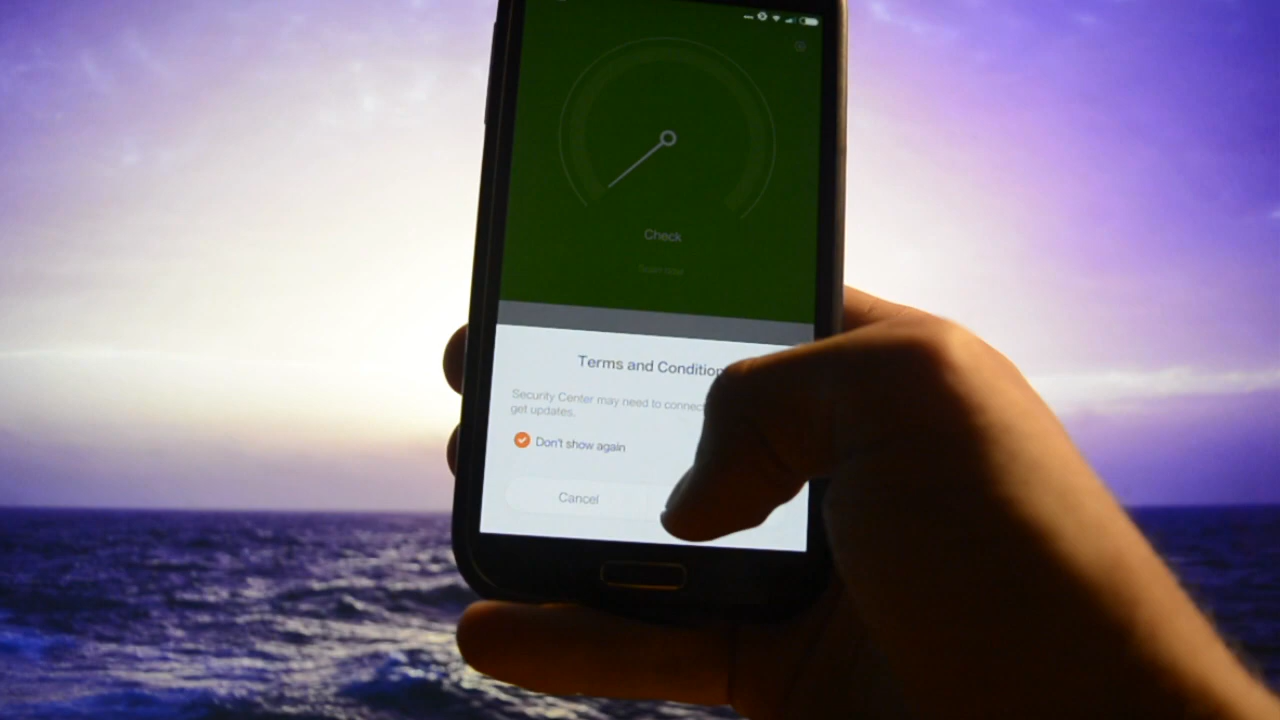 Check
Terms and Condition
Security Center may need to connect
get updates.
Don't show again
Cancel